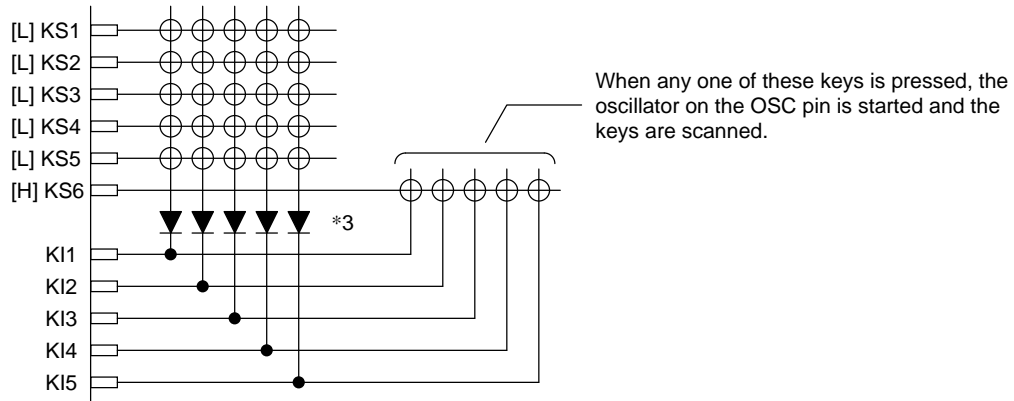 [L] KS1
[L] KS2
[L] KS3
[L] KS4
[L] KS5
[H] KS6
When any one of these keys is pressed, the
oscillator on the OSC pin is started and the
keys are scanned.
*3
KI1
KI2
KI3
KI4
KI5